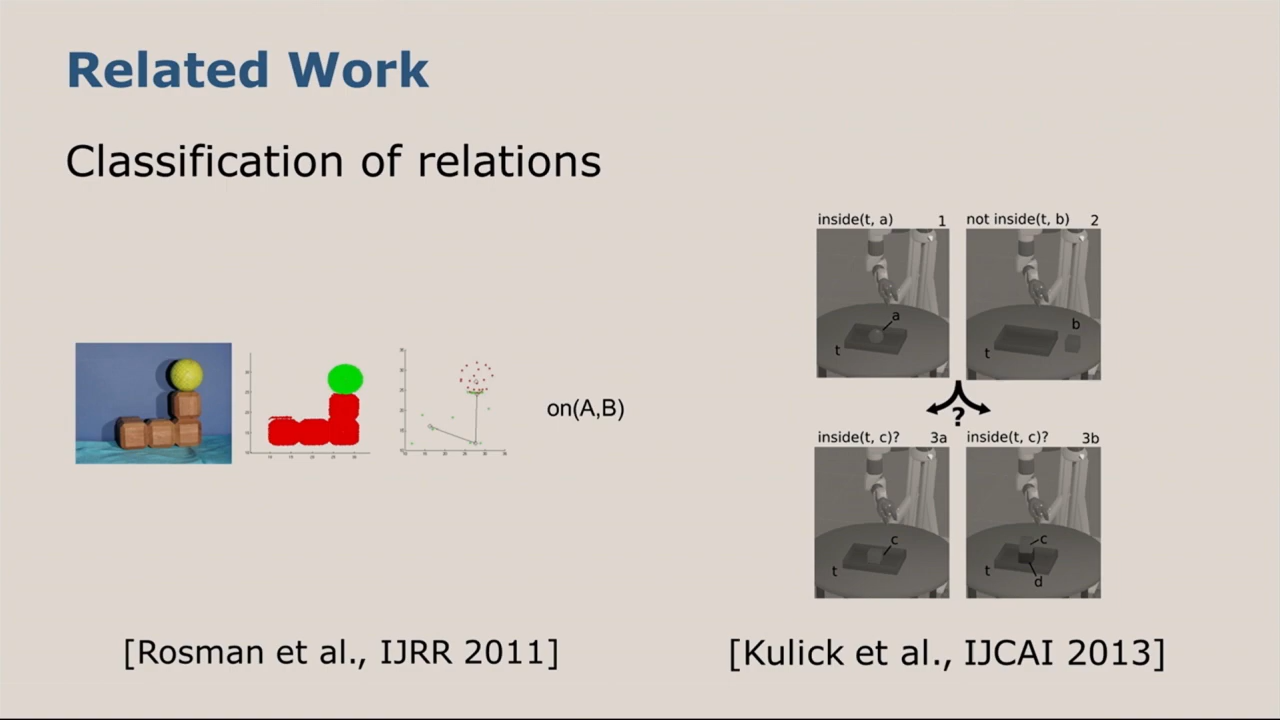 Related Work
Classification of relations
on(A,B)
inside(t, a) 1
not inside(t, b) 2
a
t
b
t
?
inside(t, c)? 3a
inside(t, c)? 3b
c
t
c
t
d
[Rosman et al., IJRR 2011]
[Kulick et al., IJCAI 2013]